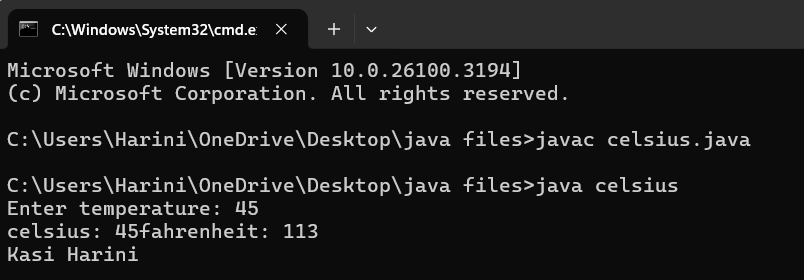 C:\Windows\System32\cmd.e
Microsoft Windows [Version 10.0.26100.3194]
(c) Microsoft Corporation. All rights reserved.
C:\Users\Harini\OneDrive\Desktop\java files>javac celsius.java
C:\Users\Harini\OneDrive\Desktop\java files>java celsius
Enter temperature: 45
celsius: 45fahrenheit: 113
Kasi Harini